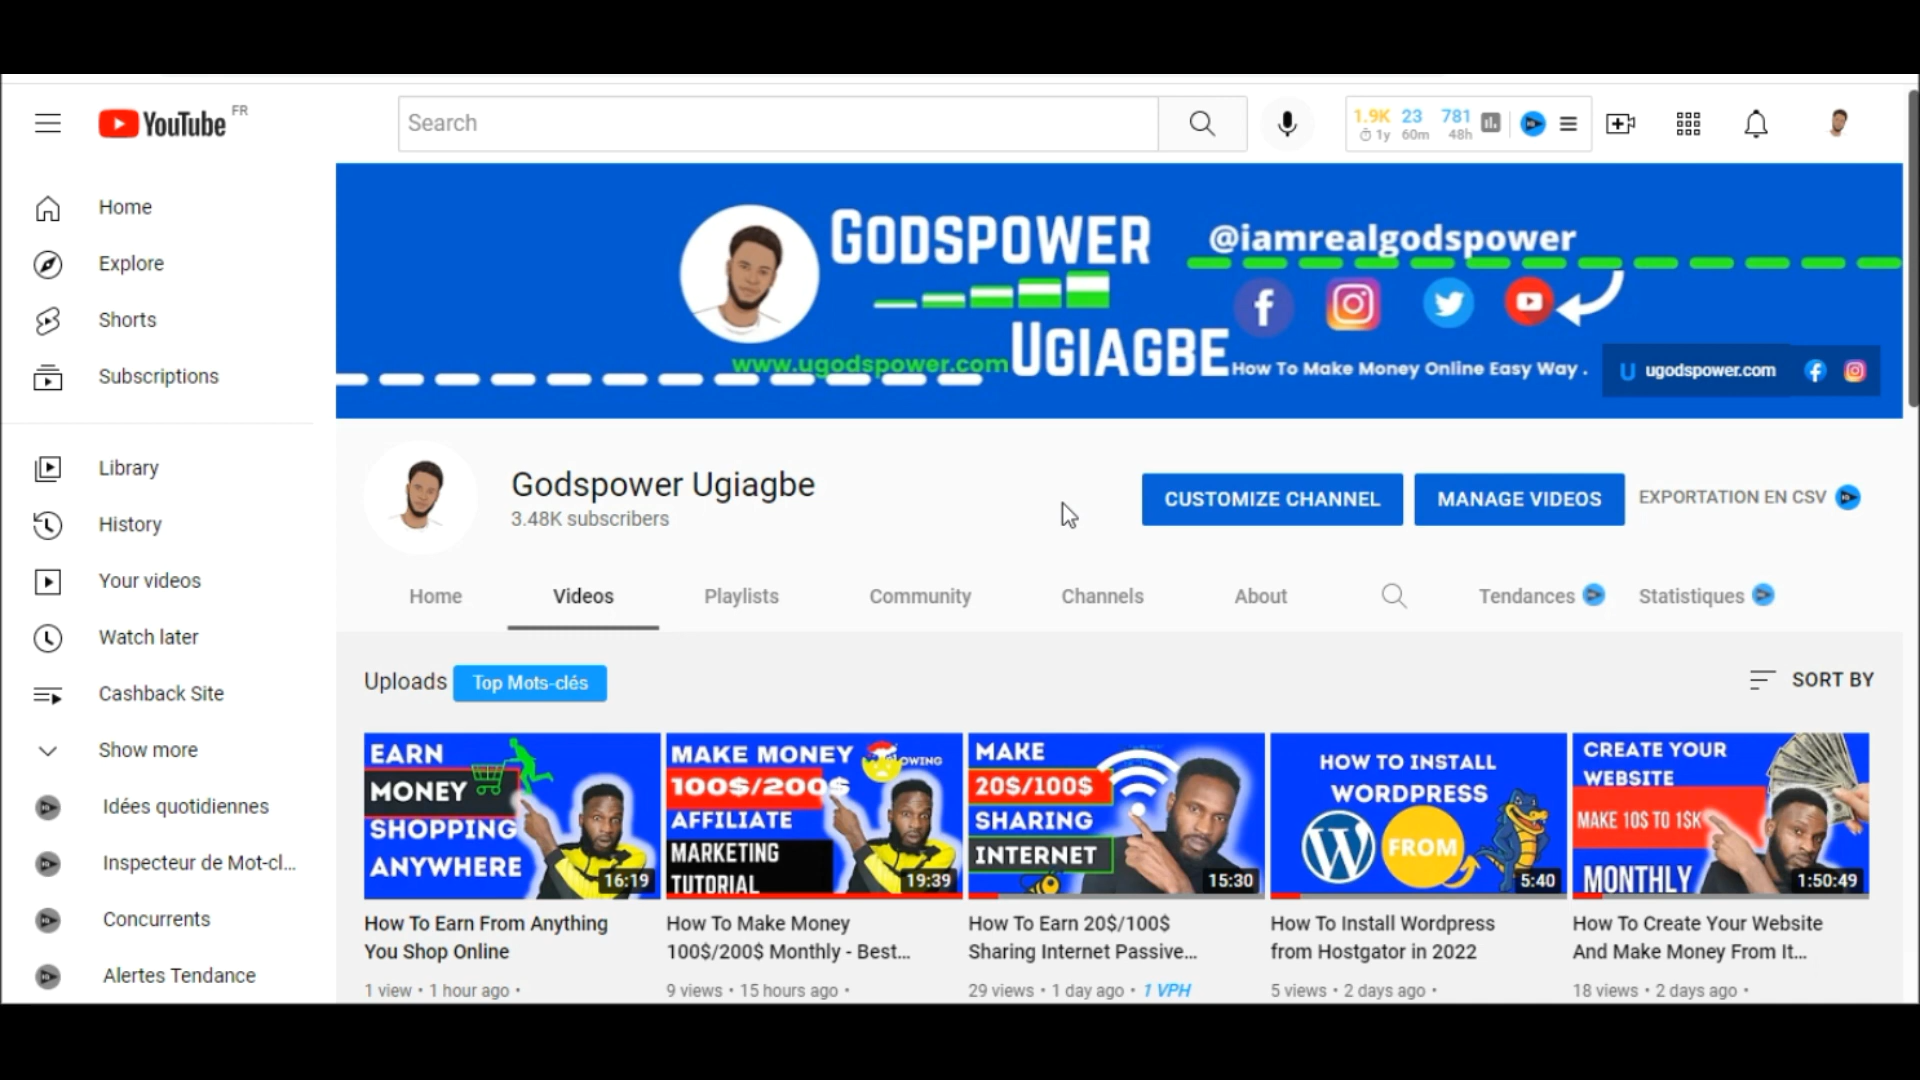 YouTube FR
Search
1.9K 23 781
1y 60m 48h
Home
Explore
Shorts
Subscriptions
Library
History
Your videos
Watch later
Cashback Site
Show more
Idées quotidiennes
Inspecteur de Mot-cl...
Concurrents
Alertes Tendance
GODSPOWER
UGIAGBE
www.ugodspower.com
@iamrealgodspower
How To Make Money Online Easy Way .
U ugodspower.com
Godspower Ugiagbe
3.48K subscribers
CUSTOMIZE CHANNEL
MANAGE VIDEOS
EXPORTATION EN CSV
Home Videos Playlists Community Channels About Tendances Statistiques
Uploads Top Mots-clés
SORT BY
EARN
MONEY
SHOPPING
ANYWHERE
16:19
How To Earn From Anything
You Shop Online
1 view • 1 hour ago •
MAKE MONEY
100$/200$
AFFILIATE
MARKETING
TUTORIAL
19:39
How To Make Money
100$/200$ Monthly - Best...
9 views • 15 hours ago •
MAKE
20$/100$
SHARING
INTERNET
15:30
How To Earn 20$/100$
Sharing Internet Passive...
29 views • 1 day ago • 1 VPH
HOW TO INSTALL
WORDPRESS
W FROM
5:40
How To Install Wordpress
from Hostgator in 2022
5 views • 2 days ago •
CREATE YOUR
WEBSITE
MAKE 10$ TO 1$K
MONTHLY
1:50:49
How To Create Your Website
And Make Money From It...
18 views • 2 days ago •